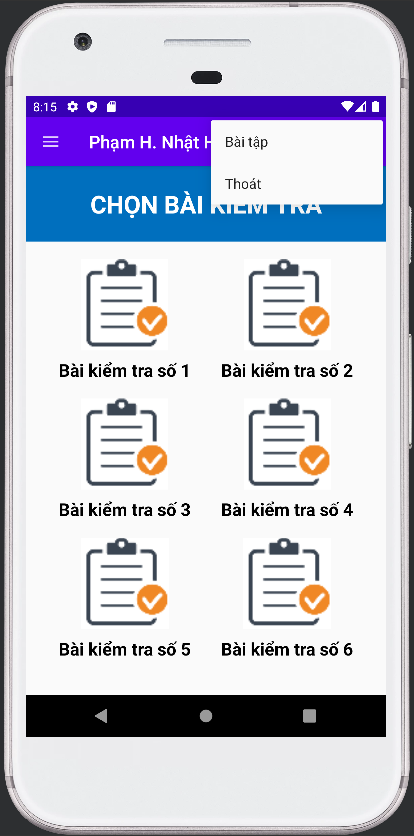 8:15
Phạm H. Nhật
Bài tập
Thoát
CHỌN BÀI KIỂM TRA
Bài kiểm tra số 1
Bài kiểm tra số 2
Bài kiểm tra số 3
Bài kiểm tra số 4
Bài kiểm tra số 5
Bài kiểm tra số 6